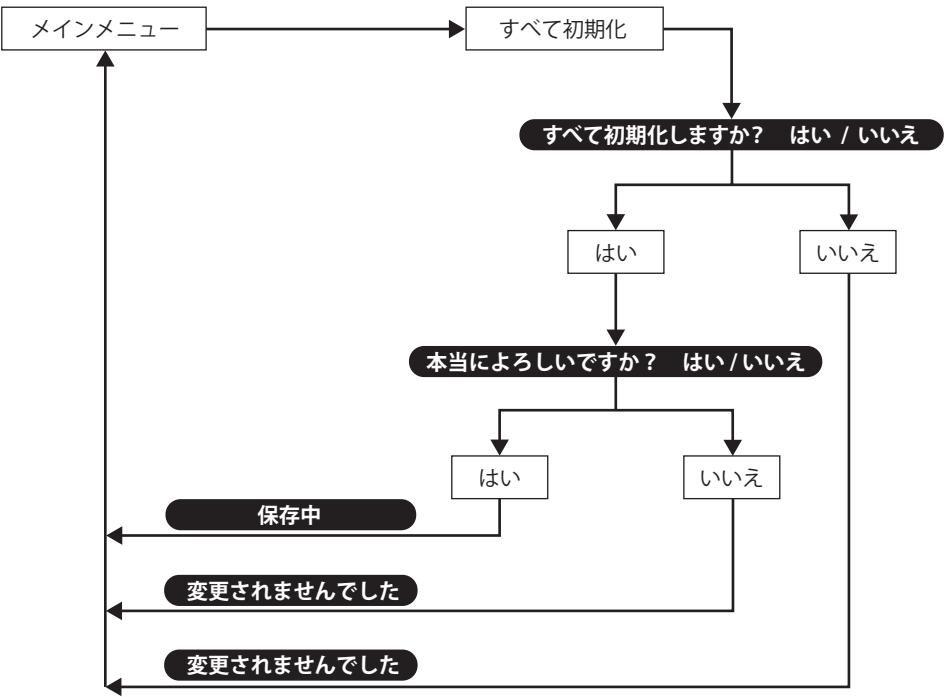 メインメニュー
すべて初期化
すべて初期化しますか?　はい / いいえ
はい
いいえ
本当によろしいですか？　はい / いいえ
はい
いいえ
保存中
変更されませんでした
変更されませんでした